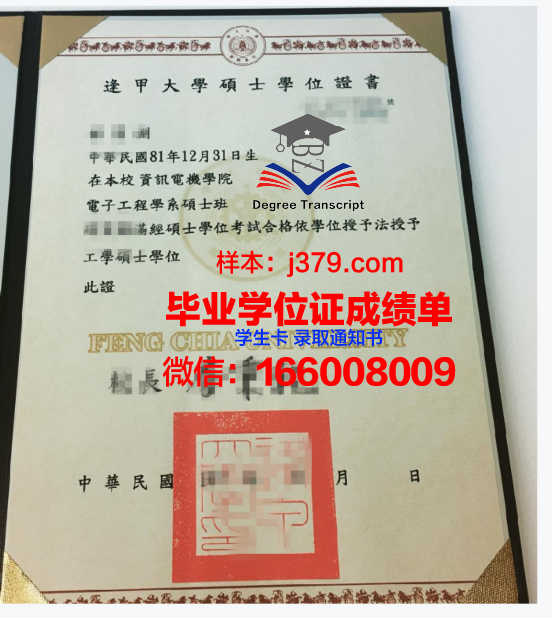 逢甲大學碩士學位證書
號
涮
中華民國81年12月31日生
在本校 資訊電機學院
電子工程學系碩士班
Degree Transcript
滿經碩士學位考試合格依學位授予法授予
工學碩士學位
样本：j379.com
此證
毕业学位证成绩单
学生卡 录取通知书
FENG CHIA UNIVERSITY
微信：166008009
校長
中華民國 月 日